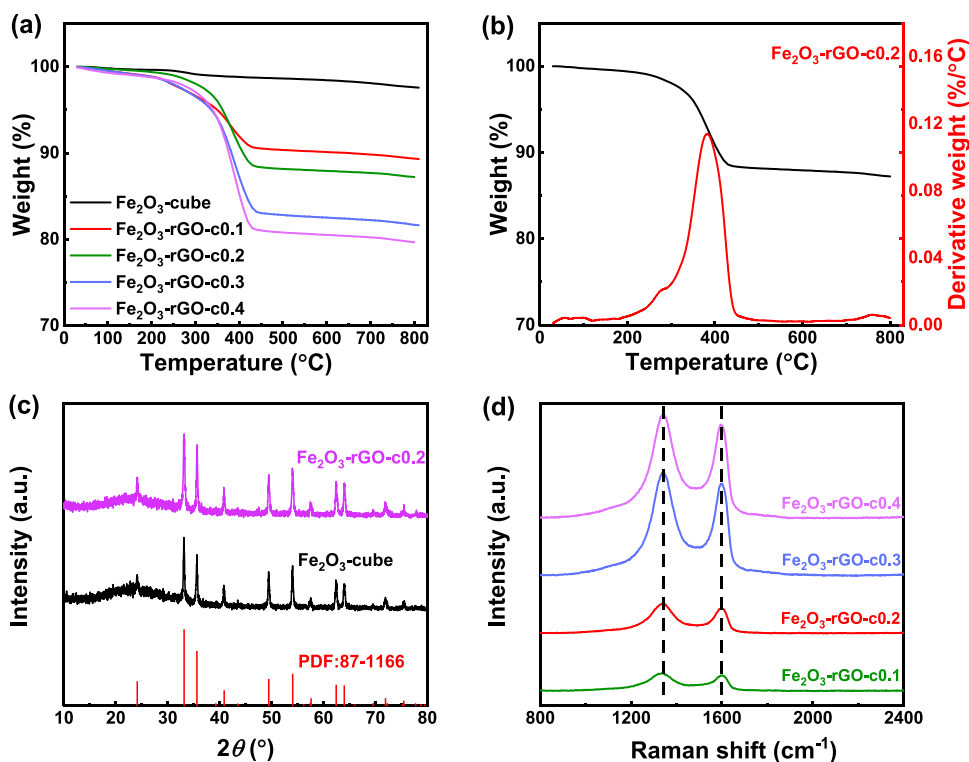 (a)
100
90
80
70
Weight (%)
Fe₂O₃-cube
Fe₂O₃-rGO-c0.1
Fe₂O₃-rGO-c0.2
Fe₂O₃-rGO-c0.3
Fe₂O₃-rGO-c0.4
0 100 200 300 400 500 600 700 800
Temperature (°C)
(b)
Fe₂O₃-rGO-c0.2
100
90
80
70
Weight (%)
0.16
0.12
0.08
0.04
0.00
Derivative weight (%/°C)
0 200 400 600 800
Temperature (°C)
(c)
Fe₂O₃-rGO-c0.2
Fe₂O₃-cube
PDF:87-1166
Intensity (a.u.)
10 20 30 40 50 60 70 80
2θ (°)
(d)
Fe₂O₃-rGO-c0.4
Fe₂O₃-rGO-c0.3
Fe₂O₃-rGO-c0.2
Fe₂O₃-rGO-c0.1
Intensity (a.u.)
800 1200 1600 2000 2400
Raman shift (cm⁻¹)